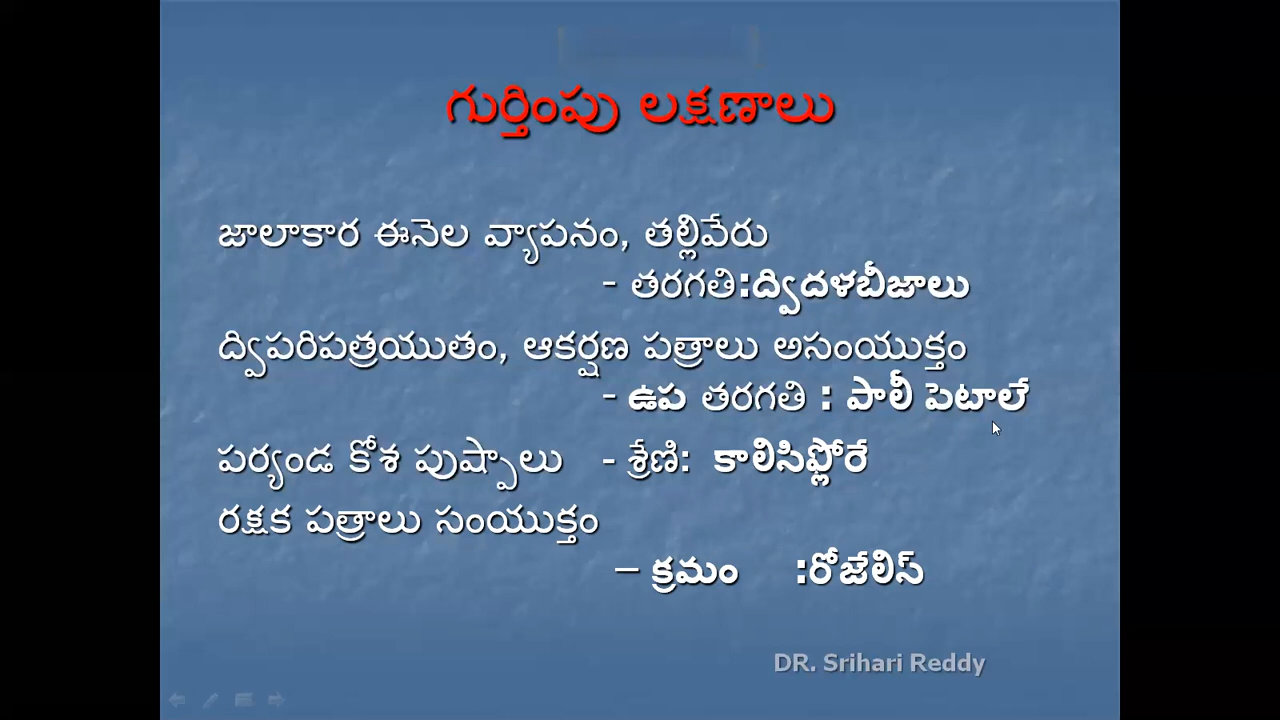 గుర్తింపు లక్షణాలు
జాలాకార ఈనెల వ్యాపనం, తల్లివేరు
- తరగతి:ద్విదళబీజాలు
ద్విపరిపత్రయుతం, ఆకర్షణ పత్రాలు అసంయుక్తం
- ఉప తరగతి : పాలీ పెటాలే
పర్యండ కోశ పుష్పాలు - శ్రేణి: కాలిసిఫ్లోరే
రక్షక పత్రాలు సంయుక్తం
– క్రమం :రోజేలిస్
DR. Srihari Reddy